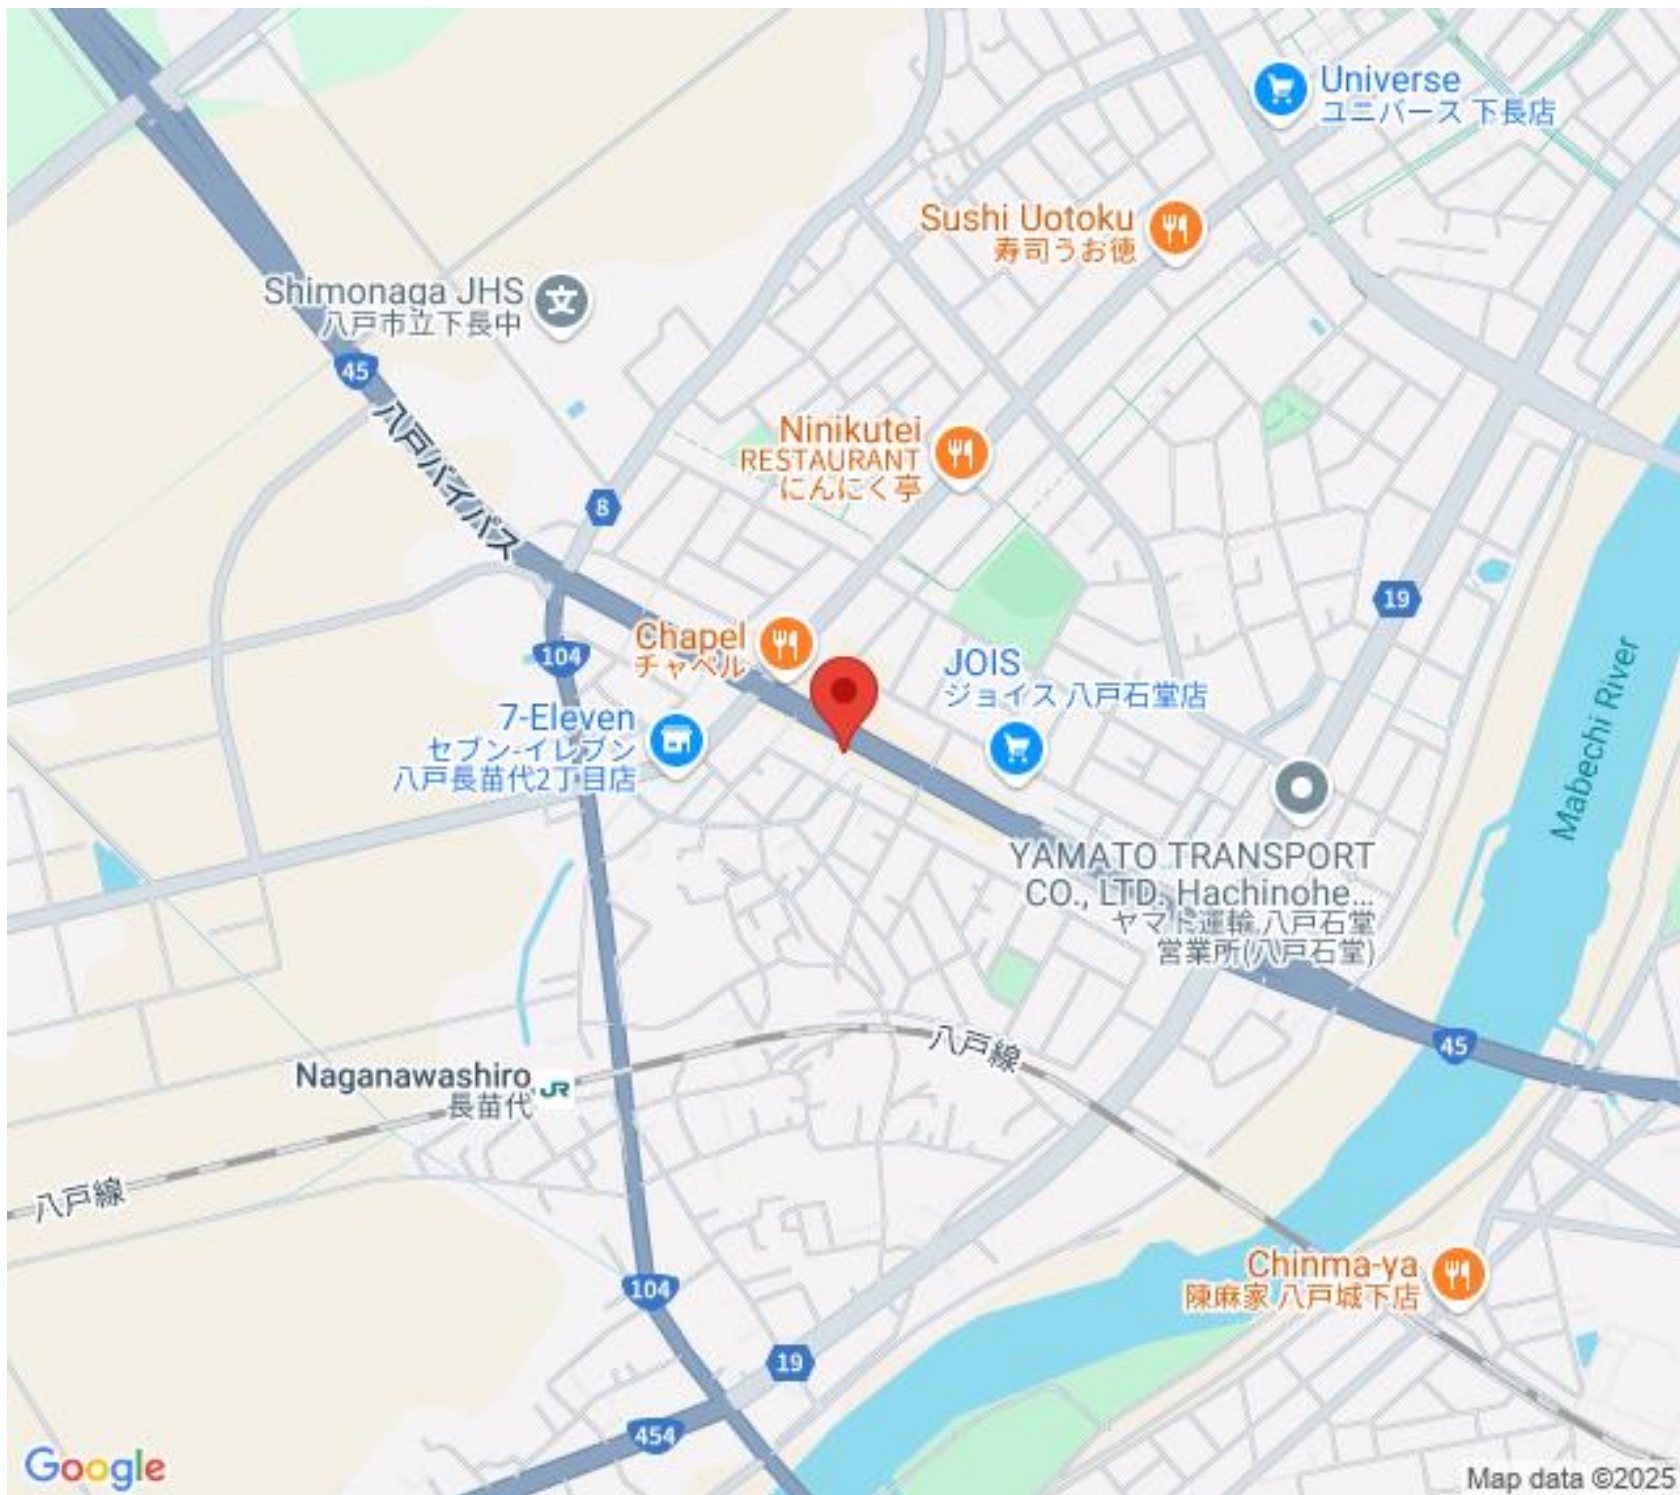 Universe
ユニバース 下長店
Sushi Uotoku
寿司うお徳
Shimonaga JHS
文
八戸市立下長中
45
八戸バイパス
Ninikutei
RESTAURANT
にんにく亭
8
19
Chapel
チャペル
104
JOIS
ジョイス 八戸石堂店
7-Eleven
セブン-イレブン
八戸長苗代2丁目店
Mabechi River
YAMATO TRANSPORT
CO., LTD. Hachinohe...
ヤマト運輸 八戸石堂
営業所(八戸石堂)
八戸線
45
Naganawashiro
JR
長苗代
八戸線
Chinma-ya
陳麻家 八戸城下店
104
19
454
Google
Map data ©2025